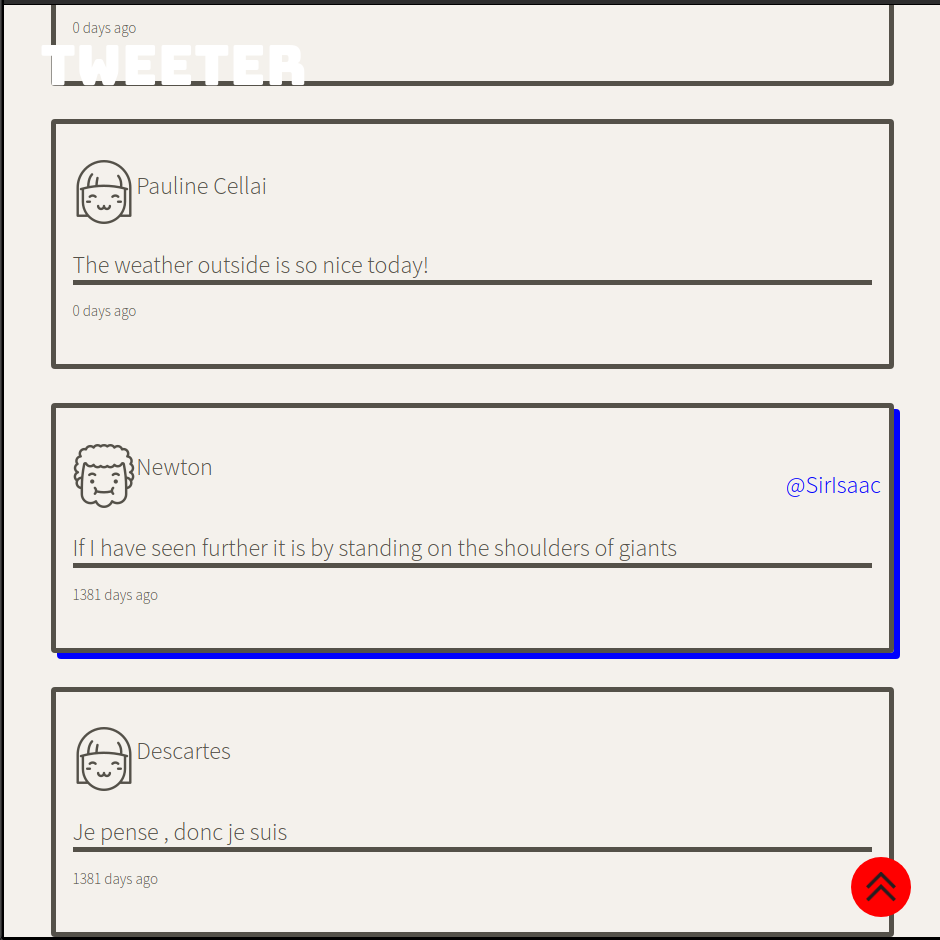 0 days ago
TWEETER
Pauline Cellai
The weather outside is so nice today!
0 days ago
Newton
@SirIsaac
If I have seen further it is by standing on the shoulders of giants
1381 days ago
Descartes
Je pense , donc je suis
1381 days ago